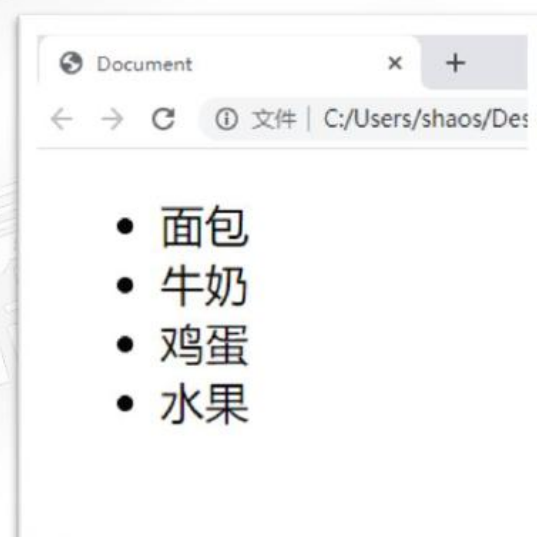 Document
文件 | C:/Users/shaos/Des
面包
牛奶
鸡蛋
水果